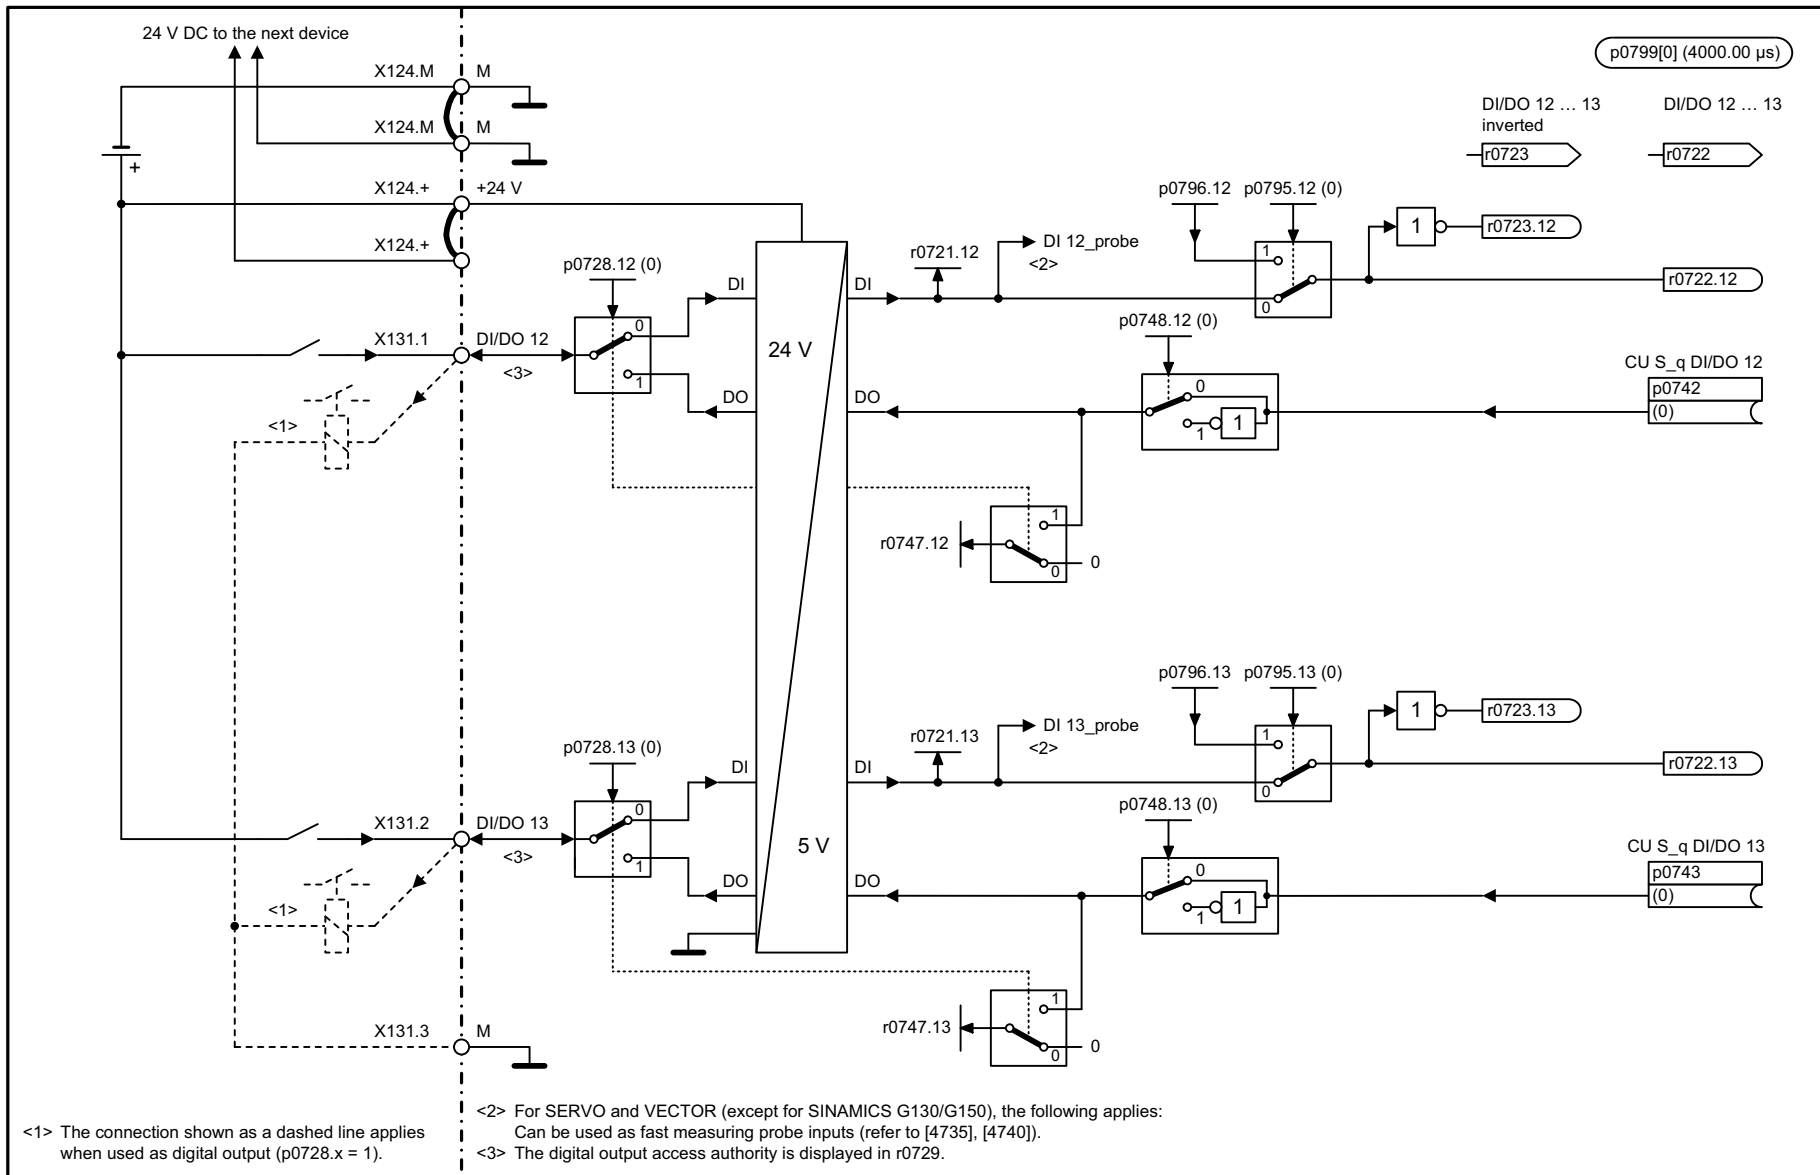 24 V DC to the next device
p0799[0] (4000.00 µs)
X124.M
M
X124.M
M
+
X124.+
+24 V
X124.+
DI/DO 12 … 13
inverted
DI/DO 12 … 13
r0723
r0722
p0796.12
p0795.12 (0)
1
0
1
r0723.12
r0722.12
r0721.12
DI 12_probe
<2>
p0728.12 (0)
DI
DI
0
1
X131.1
DI/DO 12
<3>
24 V
p0748.12 (0)
0
1
1
CU S_q DI/DO 12
p0742
(0)
DO
DO
<1>
1
r0747.12
0
0
p0796.13
p0795.13 (0)
1
0
1
r0723.13
r0722.13
r0721.13
DI 13_probe
<2>
p0728.13 (0)
DI
DI
0
1
X131.2
DI/DO 13
<3>
5 V
p0748.13 (0)
0
1
1
CU S_q DI/DO 13
p0743
(0)
DO
DO
<1>
1
r0747.13
0
0
X131.3
M
<1> The connection shown as a dashed line applies
when used as digital output (p0728.x = 1).
<2> For SERVO and VECTOR (except for SINAMICS G130/G150), the following applies:
Can be used as fast measuring probe inputs (refer to [4735], [4740]).
<3> The digital output access authority is displayed in r0729.